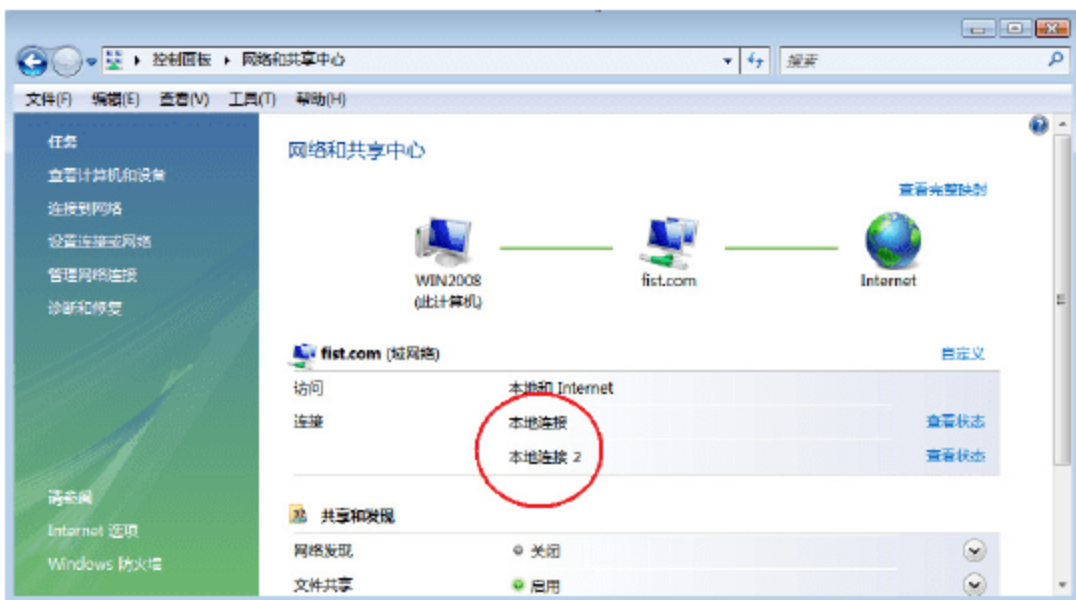 控制面板 ▸ 网络和共享中心
搜索
文件(F) 编辑(E) 查看(V) 工具(T) 帮助(H)
任务
查看计算机和设备
连接到网络
设置连接或网络
管理网络连接
诊断和修复
请参阅
Internet 选项
Windows 防火墙
网络和共享中心
查看完整映射
WIN2008
(此计算机)
fist.com
Internet
fist.com (域网络)
自定义
访问 本地和 Internet
连接 本地连接 查看状态
本地连接 2 查看状态
共享和发现
网络发现 关闭
文件共享 启用